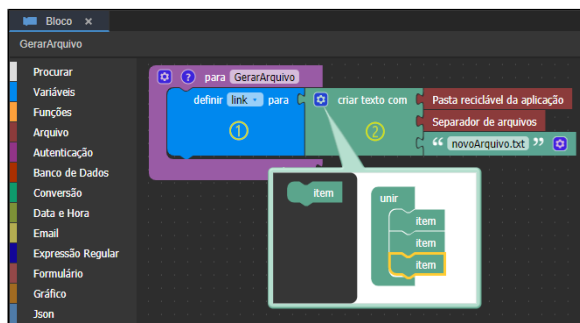 Bloco ×
GerarArquivo
Procurar
Variáveis
Funções
Arquivo
Autenticação
Banco de Dados
Conversão
Data e Hora
Email
Expressão Regular
Formulário
Gráfico
Json
? para GerarArquivo
definir link para
criar texto com
Pasta reciclável da aplicação
Separador de arquivos
“ novoArquivo.txt ”
1
2
item
unir
item
item
item